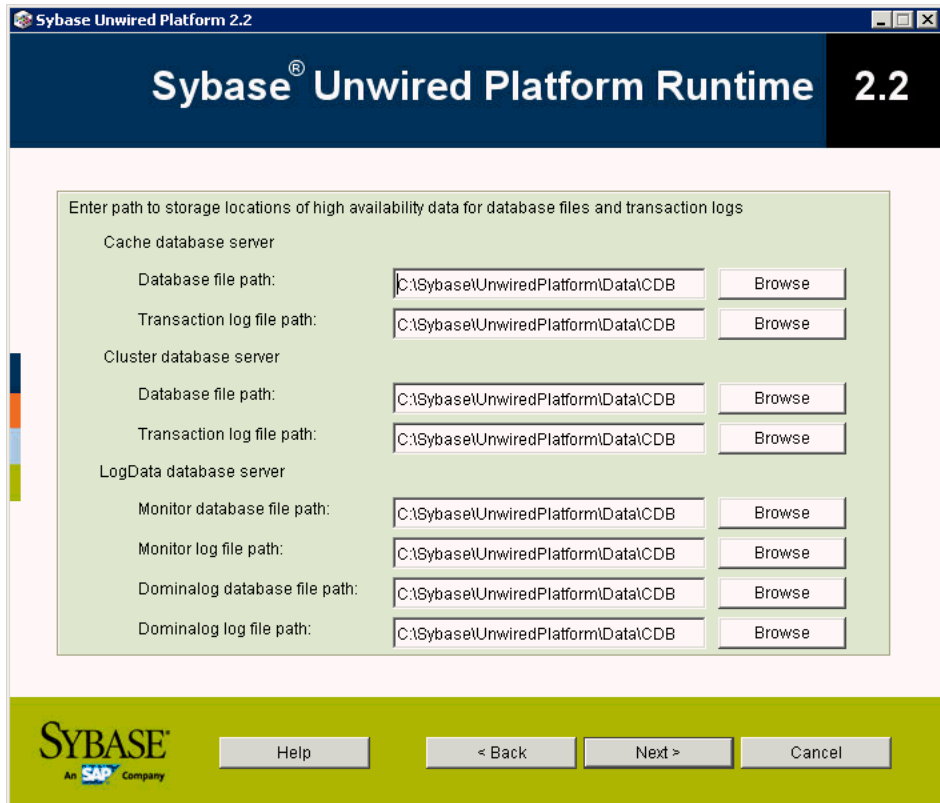 Sybase Unwired Platform 2.2
Sybase® Unwired Platform Runtime 2.2
Enter path to storage locations of high availability data for database files and transaction logs
Cache database server
Database file path: C:\Sybase\UnwiredPlatform\Data\CDB Browse
Transaction log file path: C:\Sybase\UnwiredPlatform\Data\CDB Browse
Cluster database server
Database file path: C:\Sybase\UnwiredPlatform\Data\CDB Browse
Transaction log file path: C:\Sybase\UnwiredPlatform\Data\CDB Browse
LogData database server
Monitor database file path: C:\Sybase\UnwiredPlatform\Data\CDB Browse
Monitor log file path: C:\Sybase\UnwiredPlatform\Data\CDB Browse
Dominalog database file path: C:\Sybase\UnwiredPlatform\Data\CDB Browse
Dominalog log file path: C:\Sybase\UnwiredPlatform\Data\CDB Browse
SYBASE®
An SAP Company
Help < Back Next > Cancel